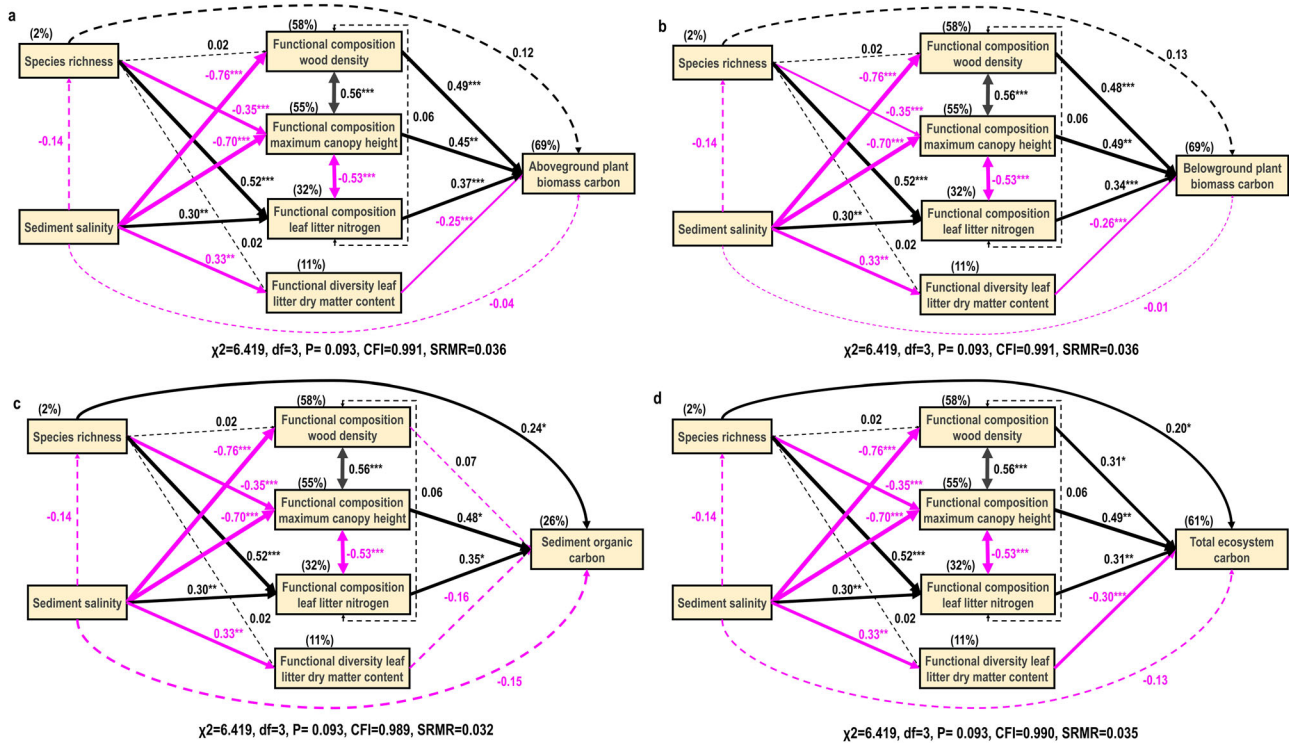 a
(2%)
Species richness
Sediment salinity
-0.14
0.02
-0.76***
-0.35***
-0.70***
0.52***
0.30**
0.02
0.33**
(58%)
Functional composition
wood density
0.56***
(55%)
Functional composition
maximum canopy height
-0.53***
(32%)
Functional composition
leaf litter nitrogen
(11%)
Functional diversity leaf
litter dry matter content
0.12
0.49***
0.06
0.45**
0.37***
-0.25***
-0.04
(69%)
Aboveground plant
biomass carbon
χ2=6.419, df=3, P= 0.093, CFI=0.991, SRMR=0.036
b
(2%)
Species richness
Sediment salinity
-0.14
0.02
-0.76***
-0.35***
-0.70***
0.52***
0.30**
0.02
0.33**
(58%)
Functional composition
wood density
0.56***
(55%)
Functional composition
maximum canopy height
-0.53***
(32%)
Functional composition
leaf litter nitrogen
(11%)
Functional diversity leaf
litter dry matter content
0.13
0.48***
0.06
0.49**
0.34***
-0.26***
-0.01
(69%)
Belowground plant
biomass carbon
χ2=6.419, df=3, P= 0.093, CFI=0.991, SRMR=0.036
c
(2%)
Species richness
Sediment salinity
-0.14
0.02
-0.76***
-0.35***
-0.70***
0.52***
0.30**
0.02
0.33**
(58%)
Functional composition
wood density
0.56***
(55%)
Functional composition
maximum canopy height
-0.53***
(32%)
Functional composition
leaf litter nitrogen
(11%)
Functional diversity leaf
litter dry matter content
0.24*
0.07
0.06
0.48*
0.35*
-0.16
-0.15
(26%)
Sediment organic
carbon
χ2=6.419, df=3, P= 0.093, CFI=0.989, SRMR=0.032
d
(2%)
Species richness
Sediment salinity
-0.14
0.02
-0.76***
-0.35***
-0.70***
0.52***
0.30**
0.02
0.33**
(58%)
Functional composition
wood density
0.56***
(55%)
Functional composition
maximum canopy height
-0.53***
(32%)
Functional composition
leaf litter nitrogen
(11%)
Functional diversity leaf
litter dry matter content
0.20*
0.31*
0.06
0.49**
0.31**
-0.30***
-0.13
(61%)
Total ecosystem
carbon
χ2=6.419, df=3, P= 0.093, CFI=0.990, SRMR=0.035